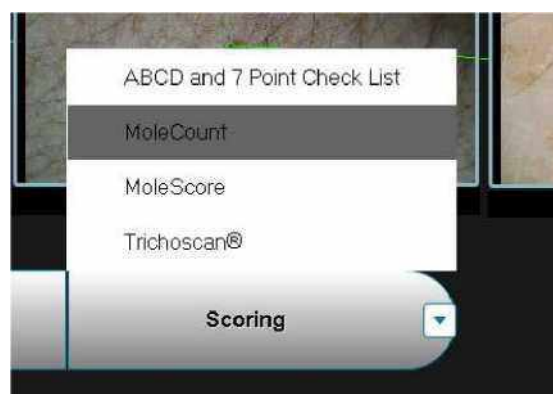 ABCD and 7 Point Check List
MoleCount
MoleScore
Trichoscan®
Scoring